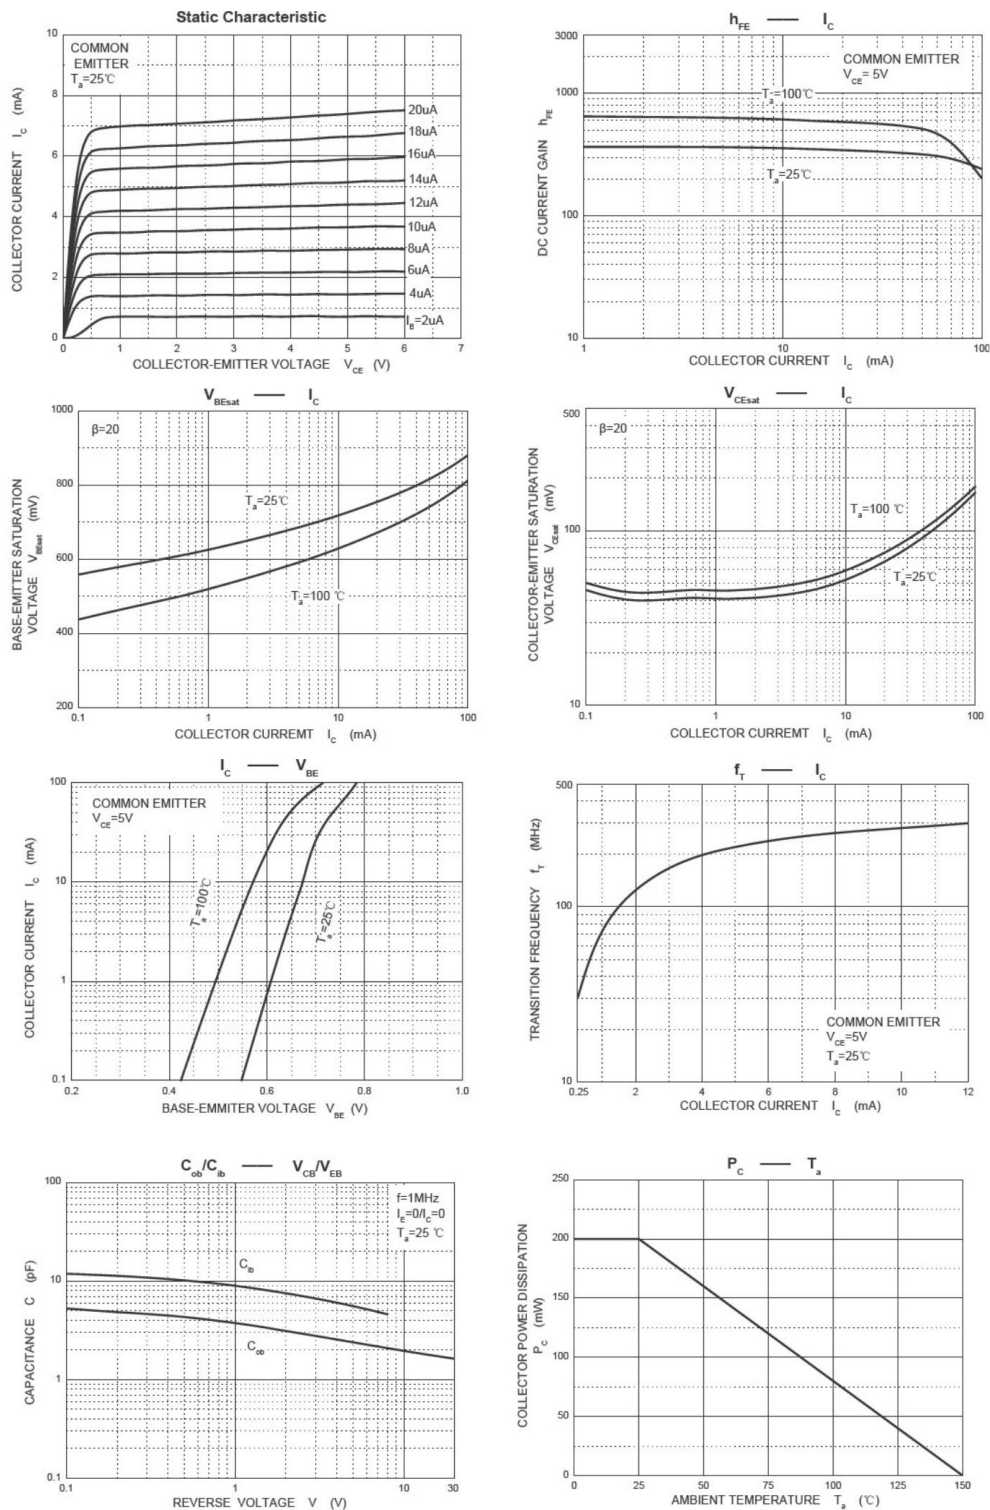 Static Characteristic
COMMON
EMITTER
Ta=25℃
COLLECTOR CURRENT IC (mA)
10
8
6
4
2
0
20uA
18uA
16uA
14uA
12uA
10uA
8uA
6uA
4uA
IB=2uA
0 1 2 3 4 5 6 7
COLLECTOR-EMITTER VOLTAGE VCE (V)
hFE —— IC
COMMON EMITTER
VCE= 5V
DC CURRENT GAIN hFE
3000
1000
100
10
Ta=100℃
Ta=25℃
1 10 100
COLLECTOR CURRENT IC (mA)
VBEsat —— IC
β=20
BASE-EMITTER SATURATION
VOLTAGE VBEsat (mV)
1000
800
600
400
200
Ta=25℃
Ta=100 ℃
0.1 1 10 100
COLLECTOR CURREMT IC (mA)
VCEsat —— IC
β=20
COLLECTOR-EMITTER SATURATION
VOLTAGE VCEsat (mV)
500
100
10
Ta=100 ℃
Ta=25℃
0.1 1 10 100
COLLECTOR CURREMT IC (mA)
IC —— VBE
COMMON EMITTER
VCE=5V
COLLECTOR CURRENT IC (mA)
100
10
1
0.1
Ta=100℃
Ta=25℃
0.2 0.4 0.6 0.8 1.0
BASE-EMMITER VOLTAGE VBE (V)
fT —— IC
TRANSITION FREQUENCY fT (MHz)
500
100
10
COMMON EMITTER
VCE=5V
Ta=25℃
0.25 2 4 6 8 10 12
COLLECTOR CURRENT IC (mA)
Cob/Cib —— VCB/VEB
f=1MHz
IE=0/IC=0
Ta=25 ℃
CAPACITANCE C (pF)
100
10
1
0.1
Cib
Cob
0.1 1 10 30
REVERSE VOLTAGE V (V)
PC —— Ta
COLLECTOR POWER DISSIPATION
PC (mW)
250
200
150
100
50
0
0 25 50 75 100 125 150
AMBIENT TEMPERATURE Ta (℃)